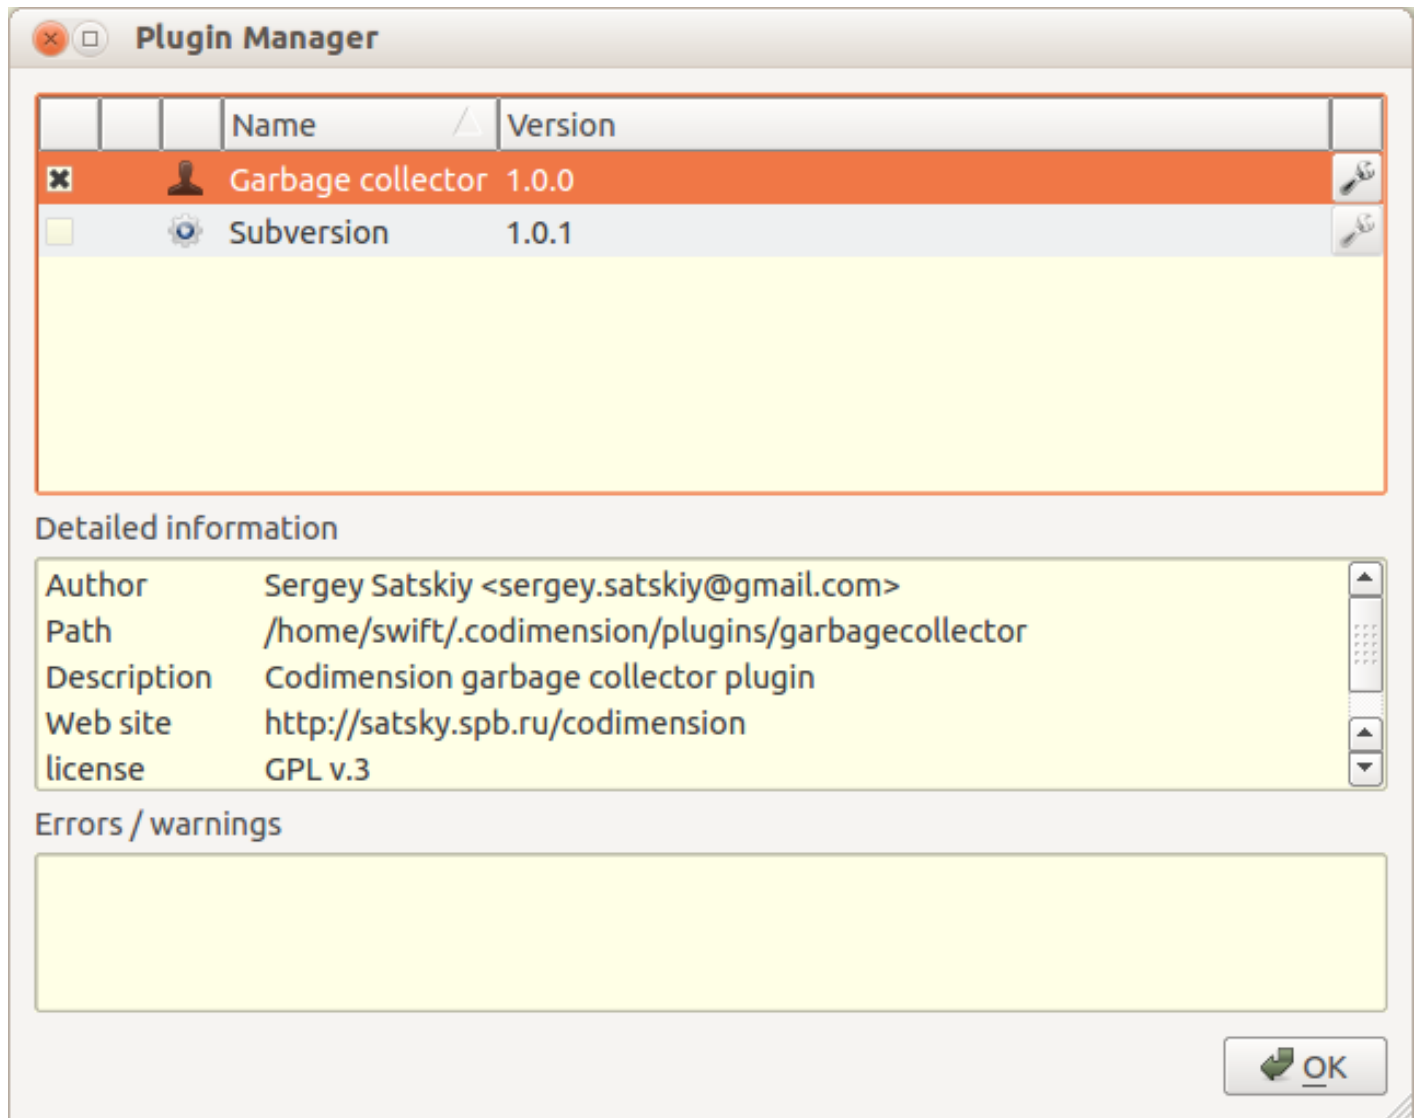 Plugin Manager
Name Version
Garbage collector 1.0.0
Subversion 1.0.1
Detailed information
Author Sergey Satskiy <sergey.satskiy@gmail.com>
Path /home/swift/.codimension/plugins/garbagecollector
Description Codimension garbage collector plugin
Web site http://satsky.spb.ru/codimension
license GPL v.3
Errors / warnings
OK